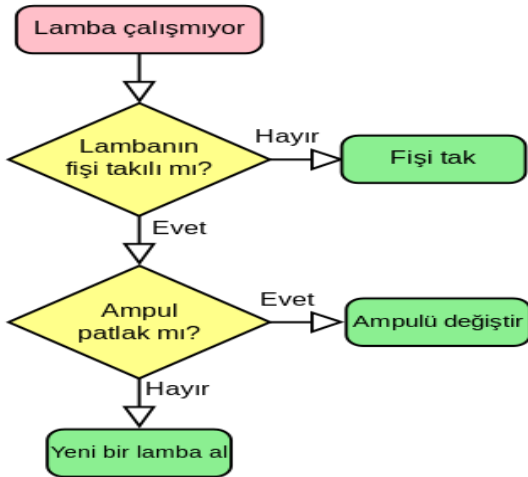 Lamba çalışmıyor
Lambanın
fişi takılı mı?
Hayır
Fişi tak
Evet
Ampul
patlak mı?
Evet
Ampulü değiştir
Hayır
Yeni bir lamba al